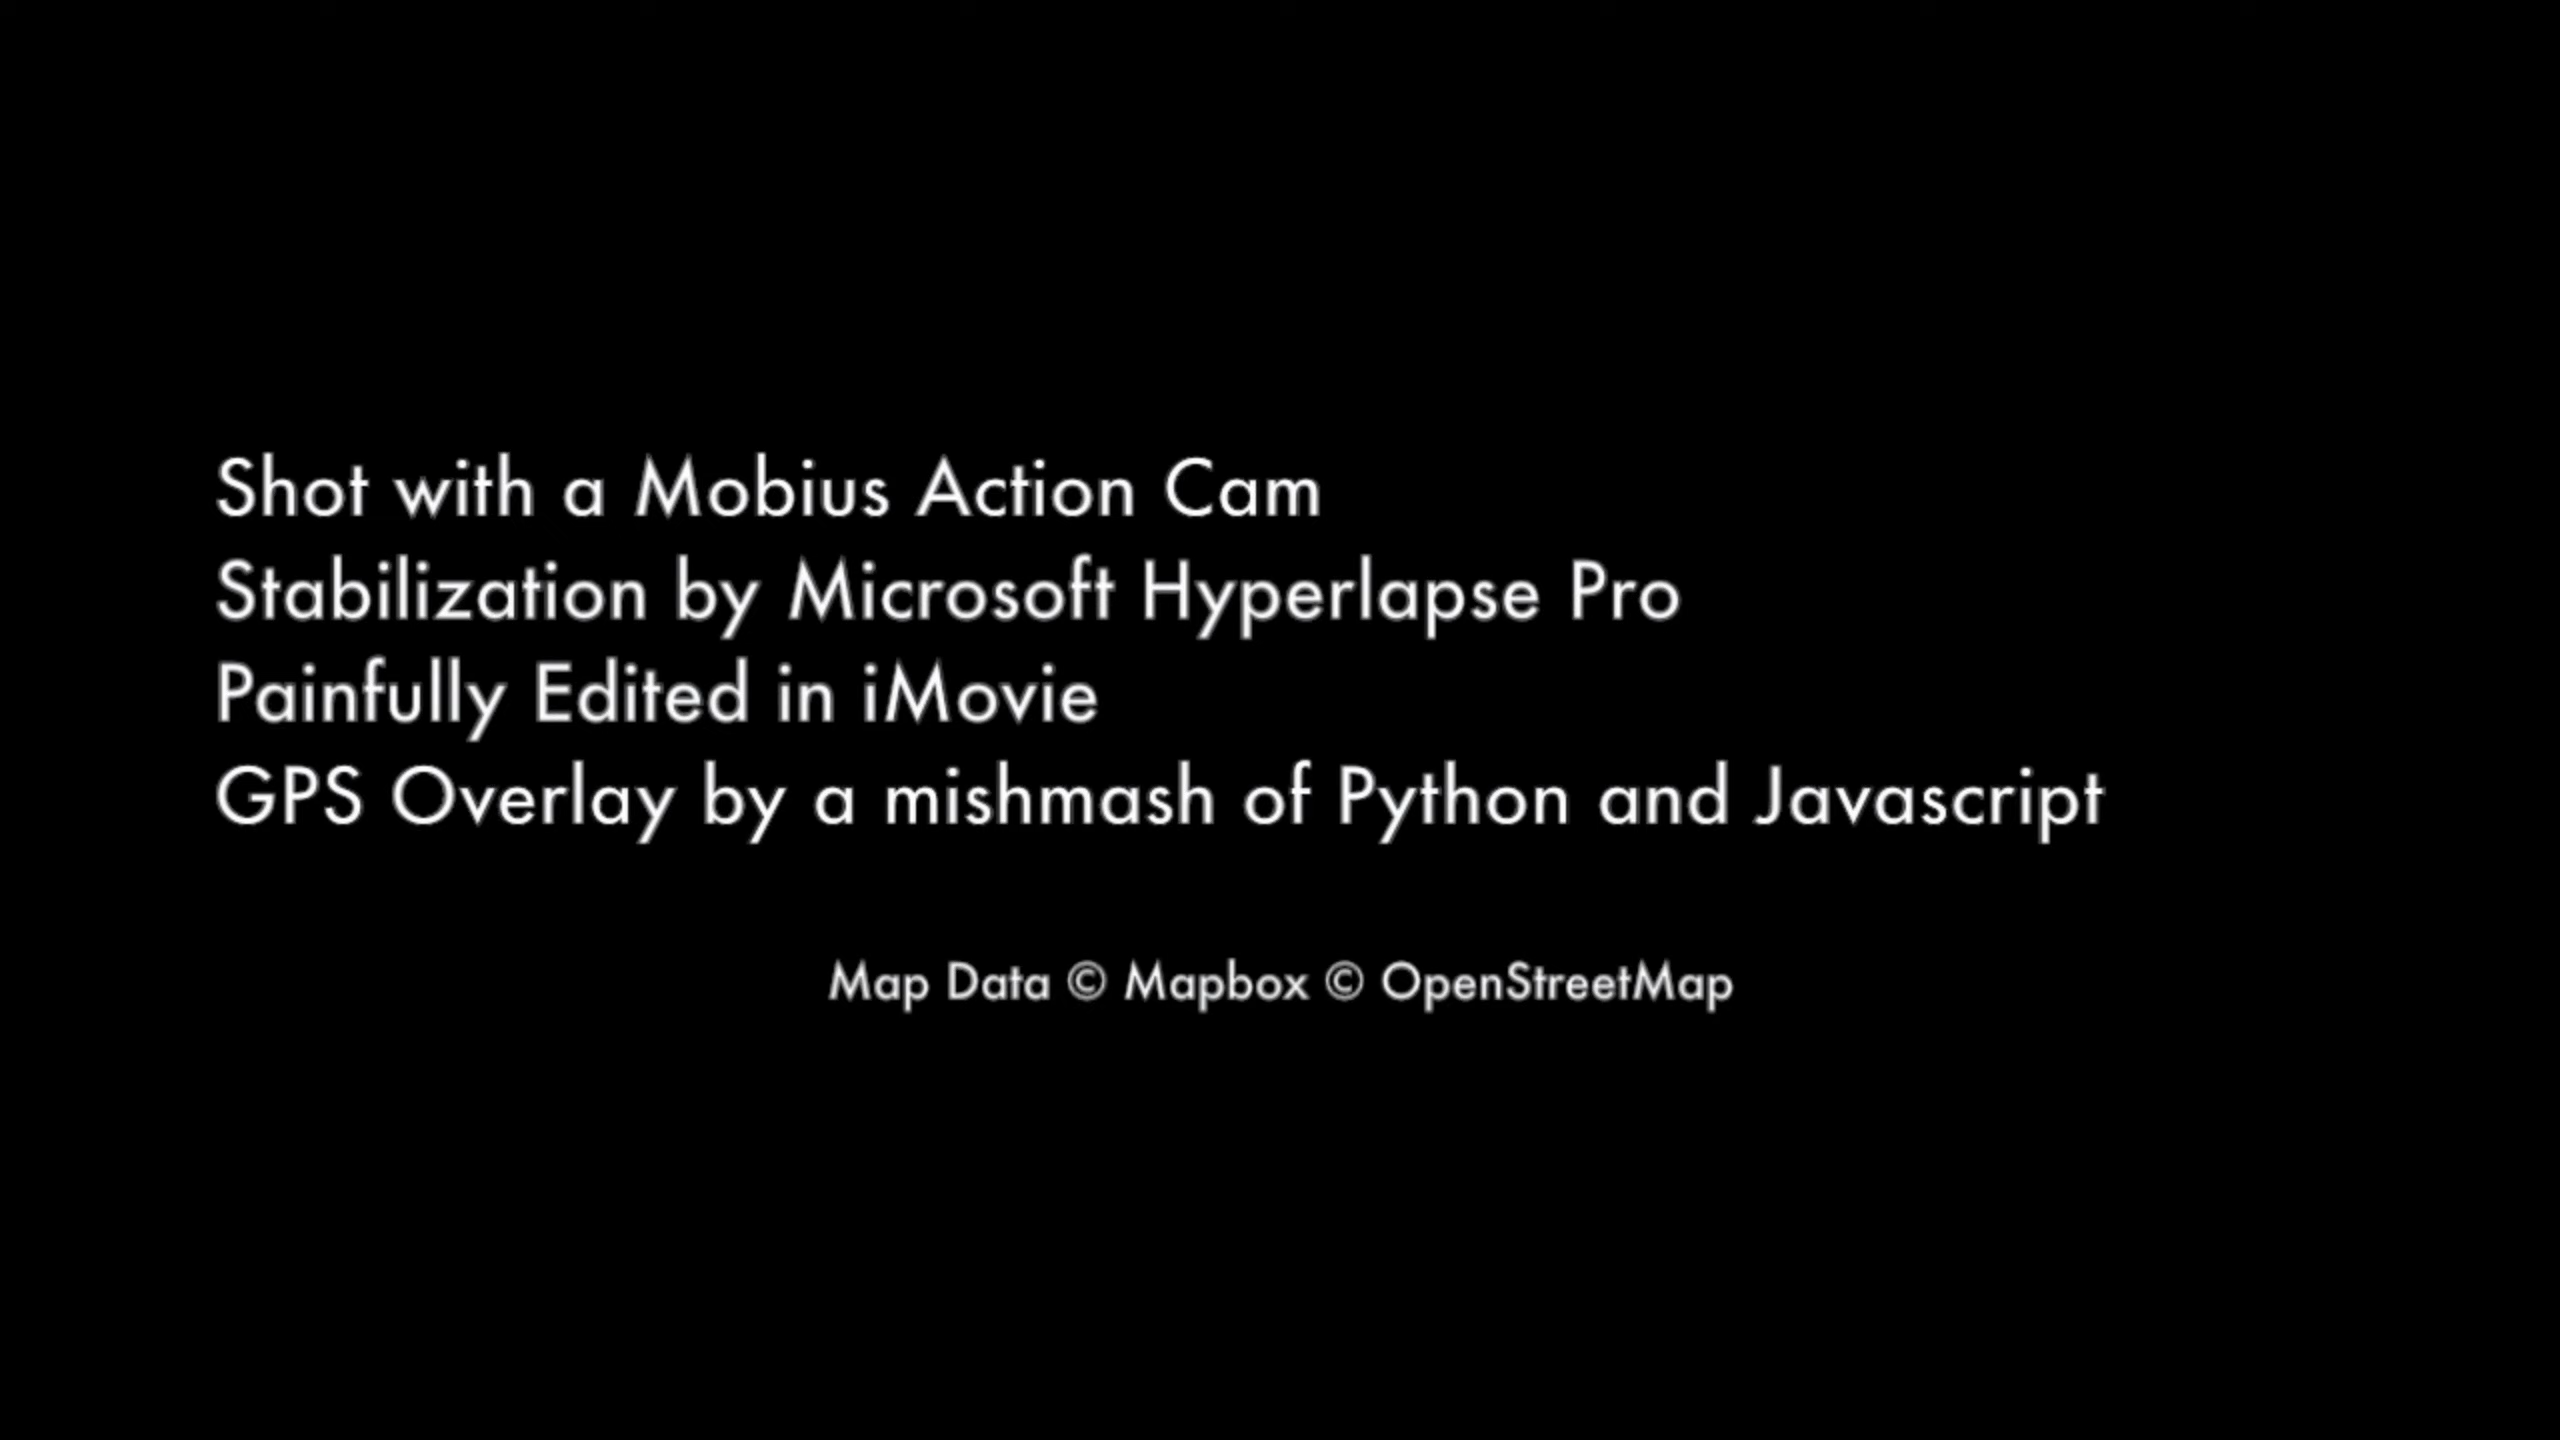 Shot with a Mobius Action Cam
Stabilization by Microsoft Hyperlapse Pro
Painfully Edited in iMovie
GPS Overlay by a mishmash of Python and Javascript
Map Data © Mapbox © OpenStreetMap